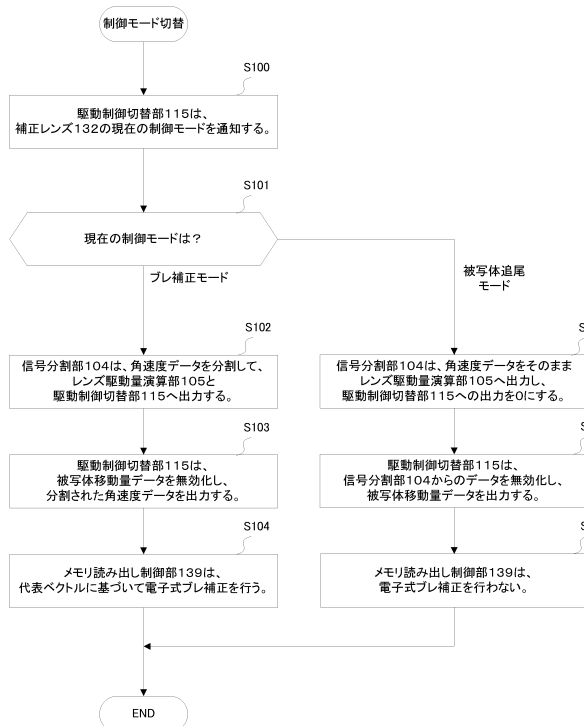 制御モード切替
S100
駆動制御切替部115は、
補正レンズ132の現在の制御モードを通知する。
S101
現在の制御モードは？
ブレ補正モード
被写体追尾
モード
S102
信号分割部104は、角速度データを分割して、
レンズ駆動量演算部105と
駆動制御切替部115へ出力する。
S
信号分割部104は、角速度データをそのまま
レンズ駆動量演算部105へ出力し、
駆動制御切替部115への出力を0にする。
S103
駆動制御切替部115は、
被写体移動量データを無効化し、
分割された角速度データを出力する。
S
駆動制御切替部115は、
信号分割部104からのデータを無効化し、
被写体移動量データを出力する。
S104
メモリ読み出し制御部139は、
代表ベクトルに基づいて電子式ブレ補正を行う。
S
メモリ読み出し制御部139は、
電子式ブレ補正を行わない。
END